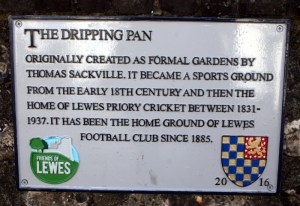 THE DRIPPING PAN
ORIGINALLY CREATED AS FORMAL GARDENS BY
THOMAS SACKVILLE. IT BECAME A SPORTS GROUND
FROM THE EARLY 18TH CENTURY AND THEN THE
HOME OF LEWES PRIORY CRICKET BETWEEN 1831-
1937. IT HAS BEEN THE HOME GROUND OF LEWES
FOOTBALL CLUB SINCE 1885.
FRIENDS OF
LEWES
20 16